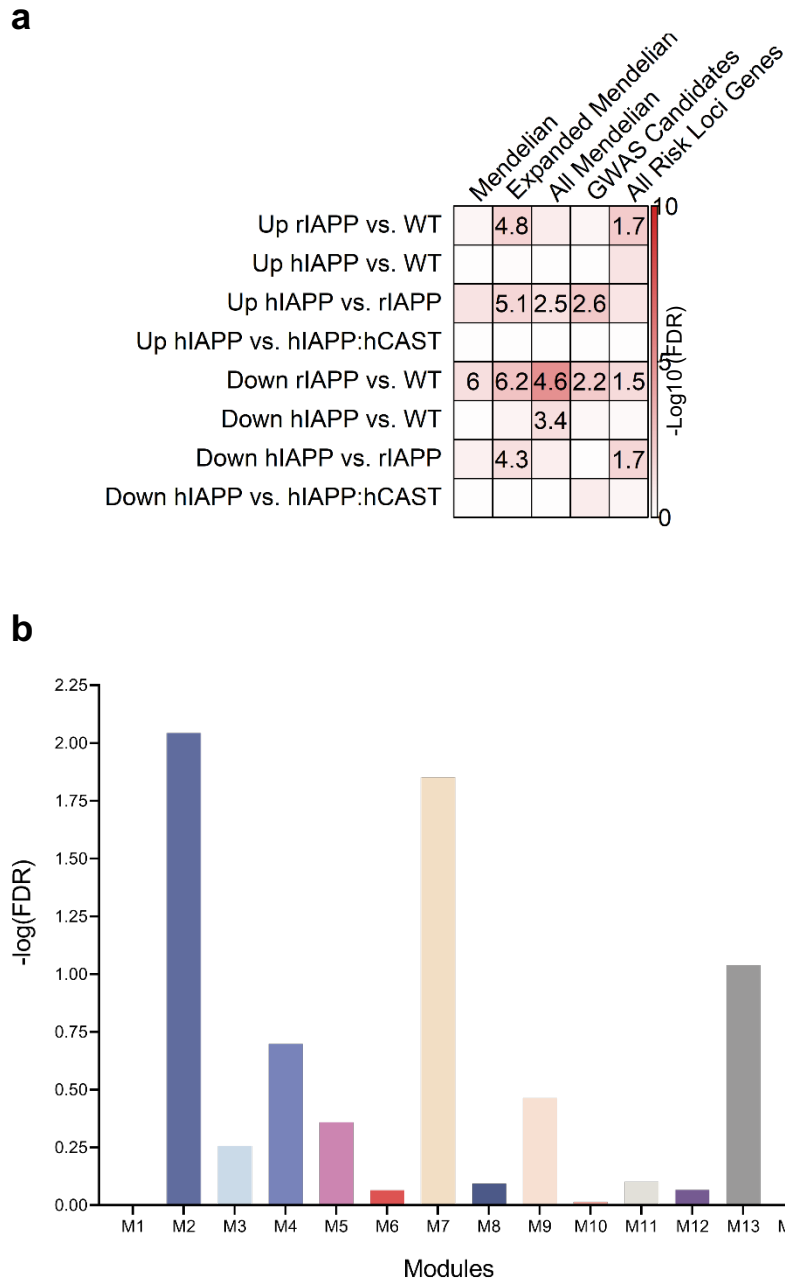 a
Mendelian
Expanded Mendelian
All Mendelian
GWAS Candidates
All Risk Loci Genes
Up rIAPP vs. WT 4.8 1.7
Up hIAPP vs. WT
Up hIAPP vs. rIAPP 5.1 2.5 2.6
Up hIAPP vs. hIAPP:hCAST
Down rIAPP vs. WT 6 6.2 4.6 2.2 1.5
Down hIAPP vs. WT 3.4
Down hIAPP vs. rIAPP 4.3 1.7
Down hIAPP vs. hIAPP:hCAST
10
5
0
-Log10 (FDR)
b
2.25
2.00
1.75
1.50
1.25
1.00
0.75
0.50
0.25
0.00
-log(FDR)
M1 M2 M3 M4 M5 M6 M7 M8 M9 M10 M11 M12 M13
Modules